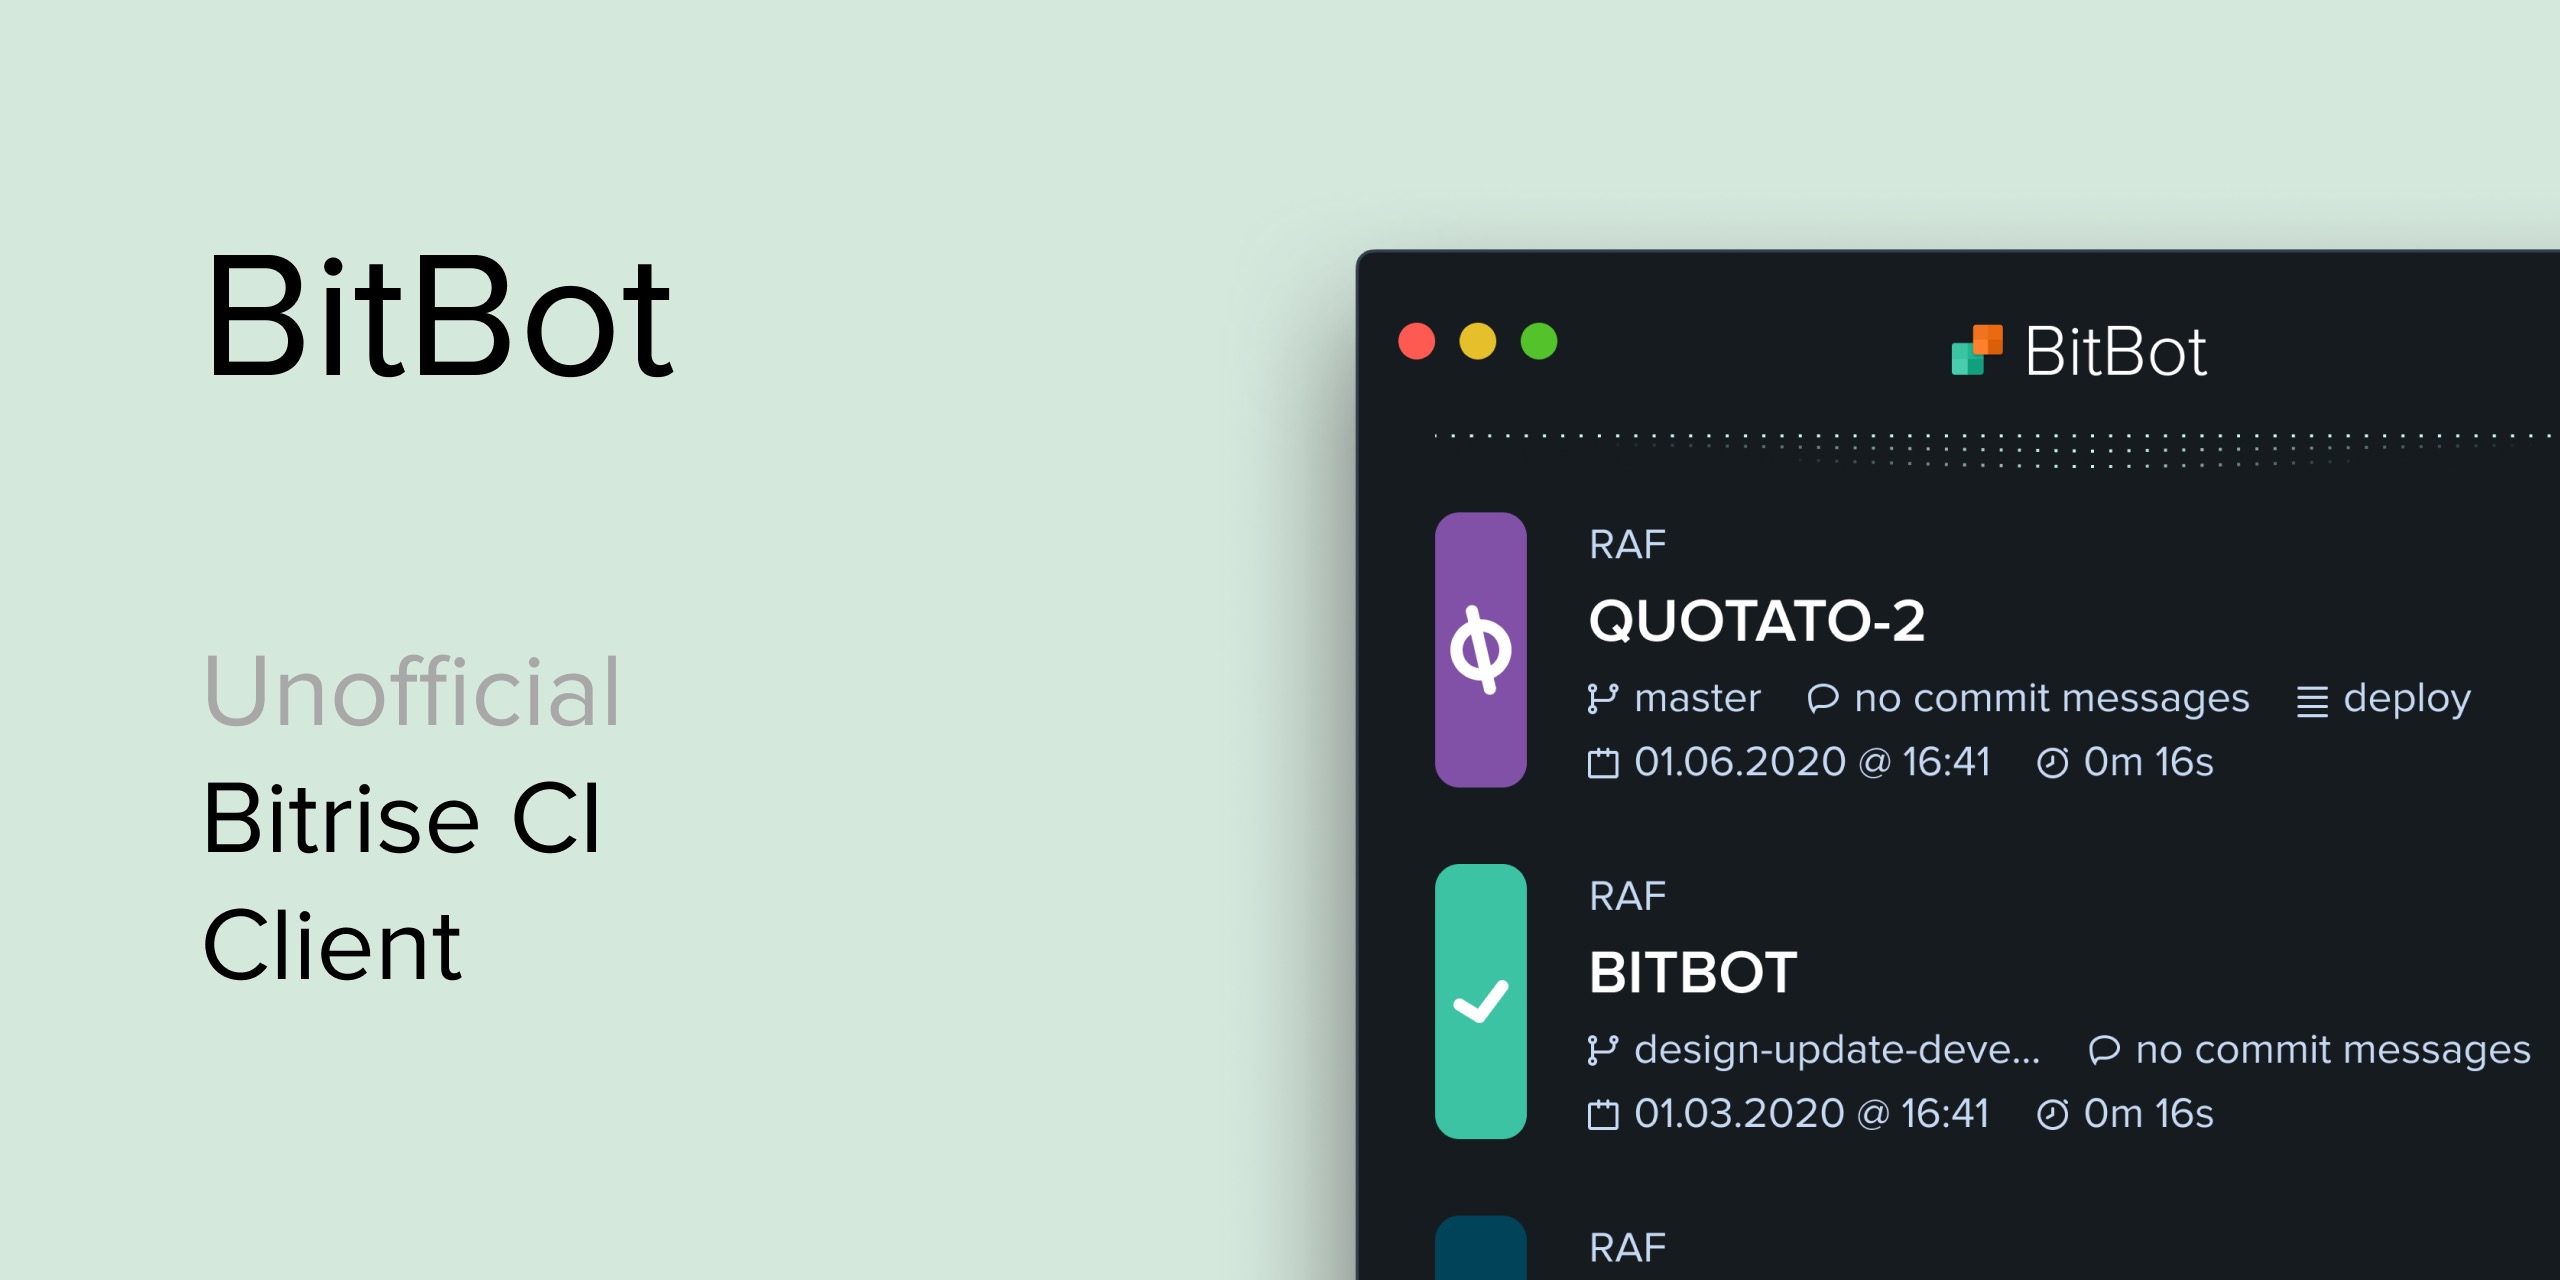 BitBot
Unofficial
Bitrise CI
Client
BitBot
RAF
QUOTATO-2
master no commit messages deploy
01.06.2020 @ 16:41 0m 16s
RAF
BITBOT
design-update-deve... no commit messages
01.03.2020 @ 16:41 0m 16s
RAF